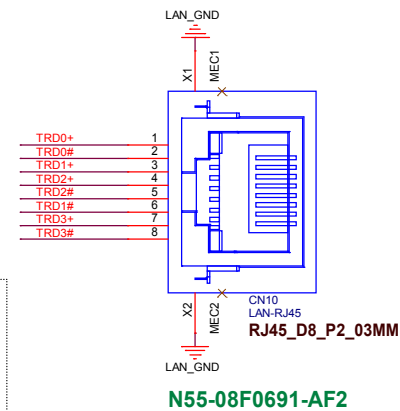 LAN_GND
X1
MEC1
TRD0+ 1
TRD0# 2
TRD1+ 3
TRD2+ 4
TRD2# 5
TRD1# 6
TRD3+ 7
TRD3# 8
X2
MEC2
CN10
LAN-RJ45
RJ45_D8_P2_03MM
LAN_GND
N55-08F0691-AF2